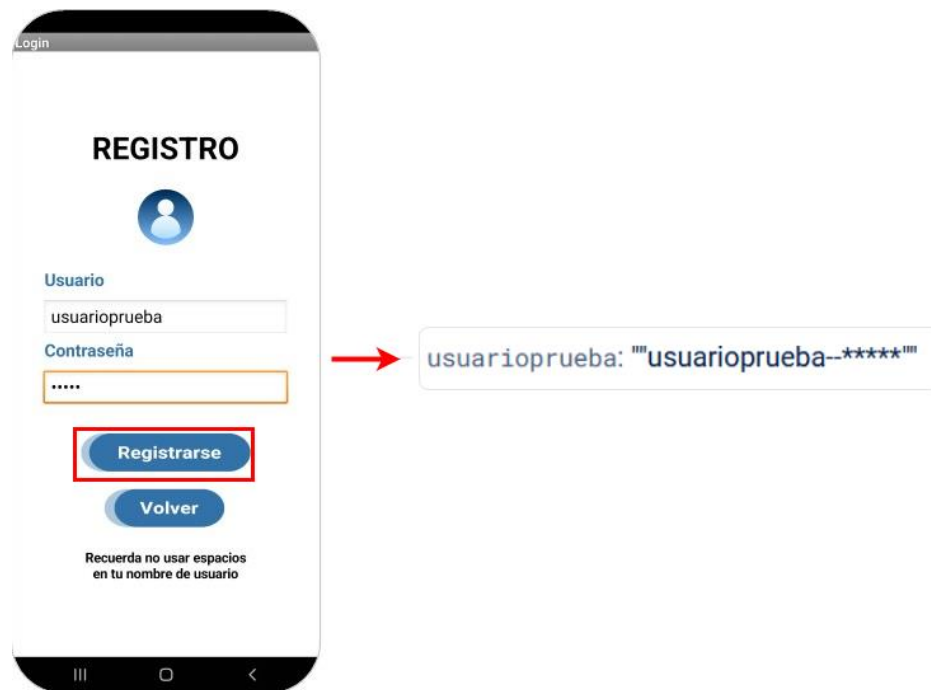 Login
REGISTRO
Usuario
usuarioprueba
Contraseña
•••••
Registrarse
Volver
Recuerda no usar espacios
en tu nombre de usuario
usuarioprueba: ""usuarioprueba--*****""